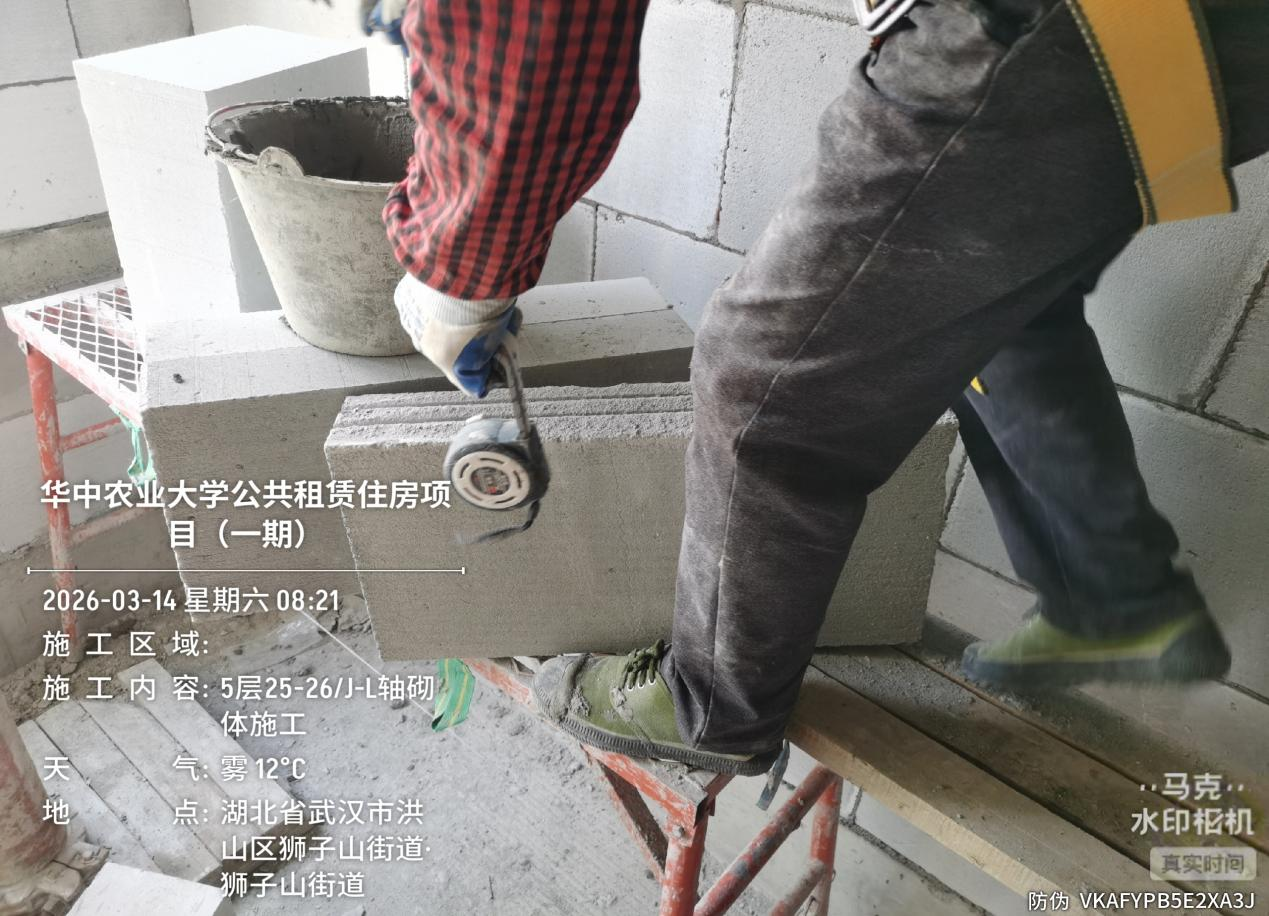 华中农业大学公共租赁住房项
目（一期）
2026-03-14 星期六 08:21
施工区域:
施工内容: 5层25-26/J-L轴砌
体施工
天气: 雾 12°C
地点: 湖北省武汉市洪
山区狮子山街道·
狮子山街道
马克
水印相机
真实时间
防伪 VKAFYPB5E2XA3J